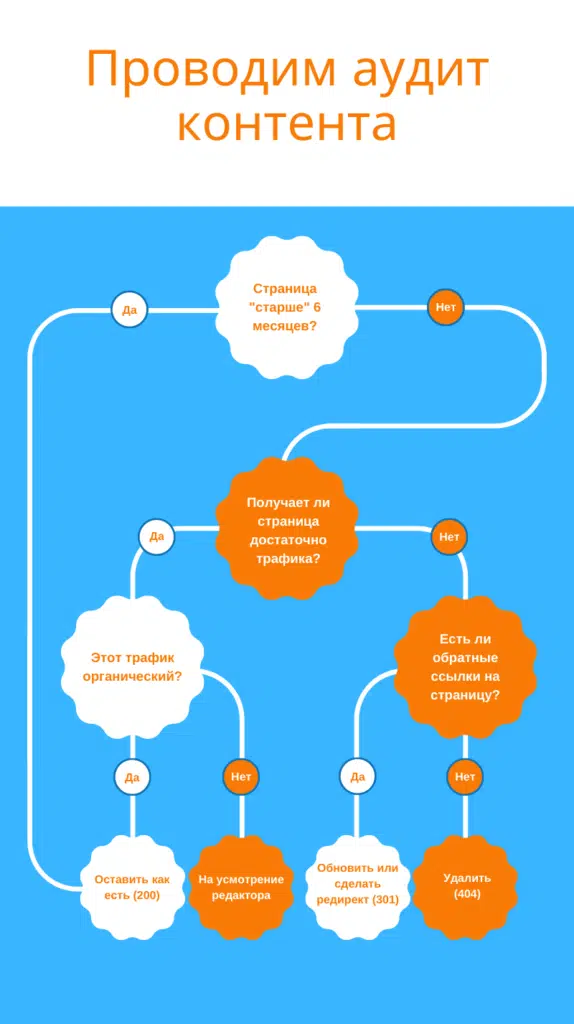 Проводим аудит
контента
Страница
"старше" 6
месяцев?
Да
Нет
Получает ли
страница
достаточно
трафика?
Да
Нет
Этот трафик
органический?
Есть ли
обратные
ссылки на
страницу?
Да
Нет
Да
Нет
Оставить как
есть (200)
На усмотрение
редактора
Обновить или
сделать
редирект (301)
Удалить
(404)